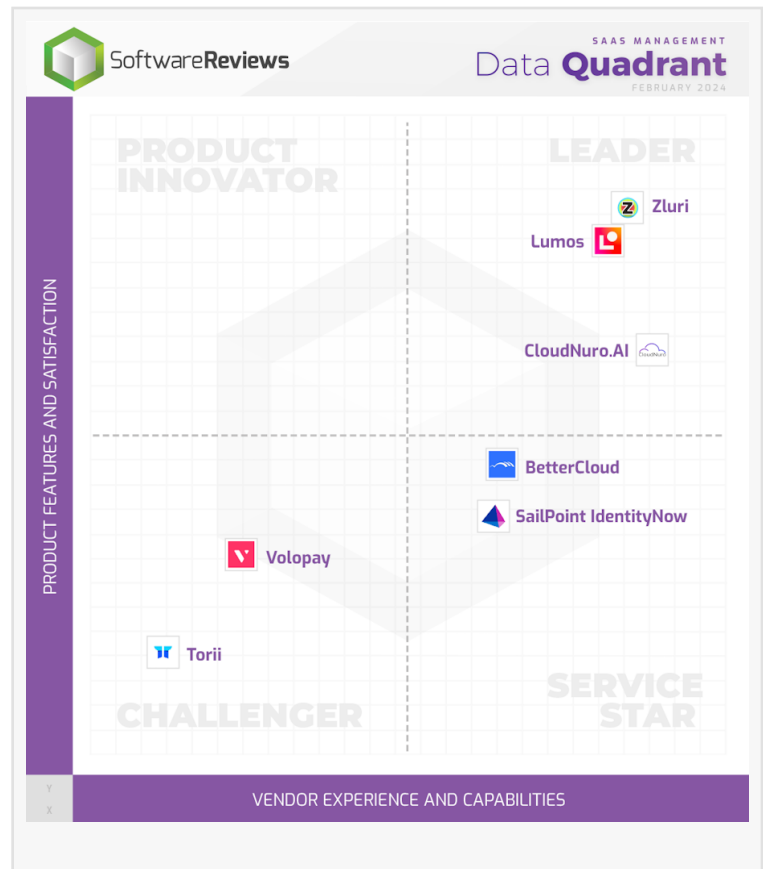 SoftwareReviews
SAAS MANAGEMENT
Data Quadrant
FEBRUARY 2024
PRODUCT
INNOVATOR
LEADER
Zluri
Lumos
CloudNuro.AI
CloudNuro
BetterCloud
SailPoint IdentityNow
Volopay
Torii
CHALLENGER
SERVICE
STAR
PRODUCT FEATURES AND SATISFACTION
Y
X
VENDOR EXPERIENCE AND CAPABILITIES